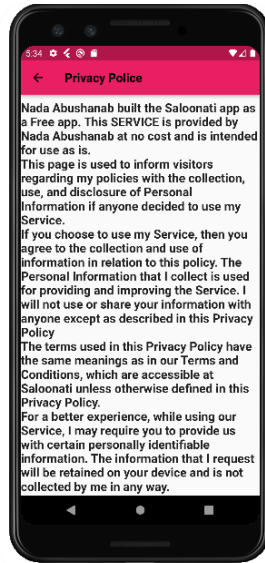 5:34
Privacy Police
Nada Abushanab built the Saloonati app as
a Free app. This SERVICE is provided by
Nada Abushanab at no cost and is intended
for use as is.
This page is used to inform visitors
regarding my policies with the collection,
use, and disclosure of Personal
Information if anyone decided to use my
Service.
If you choose to use my Service, then you
agree to the collection and use of
information in relation to this policy. The
Personal Information that I collect is used
for providing and improving the Service. I
will not use or share your information with
anyone except as described in this Privacy
Policy
The terms used in this Privacy Policy have
the same meanings as in our Terms and
Conditions, which are accessible at
Saloonati unless otherwise defined in this
Privacy Policy.
For a better experience, while using our
Service, I may require you to provide us
with certain personally identifiable
information. The information that I request
will be retained on your device and is not
collected by me in any way.